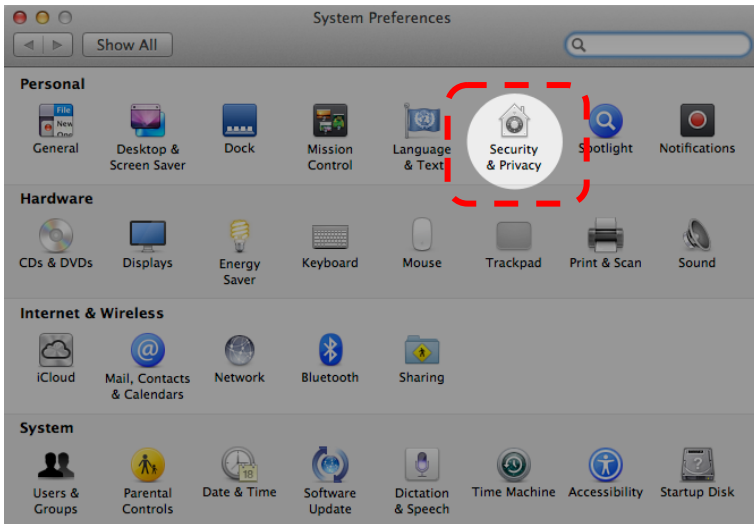 System Preferences
Show All
Personal
File
New
One
General
Desktop &
Screen Saver
Dock
Mission
Control
Language
& Text
Security
& Privacy
Spotlight
Notifications
Hardware
CDs & DVDs
Displays
Energy
Saver
Keyboard
Mouse
Trackpad
Print & Scan
Sound
Internet & Wireless
iCloud
@
Mail, Contacts
& Calendars
Network
Bluetooth
Sharing
System
Users &
Groups
Parental
Controls
18
Date & Time
Software
Update
Dictation
& Speech
Time Machine
Accessibility
?
Startup Disk